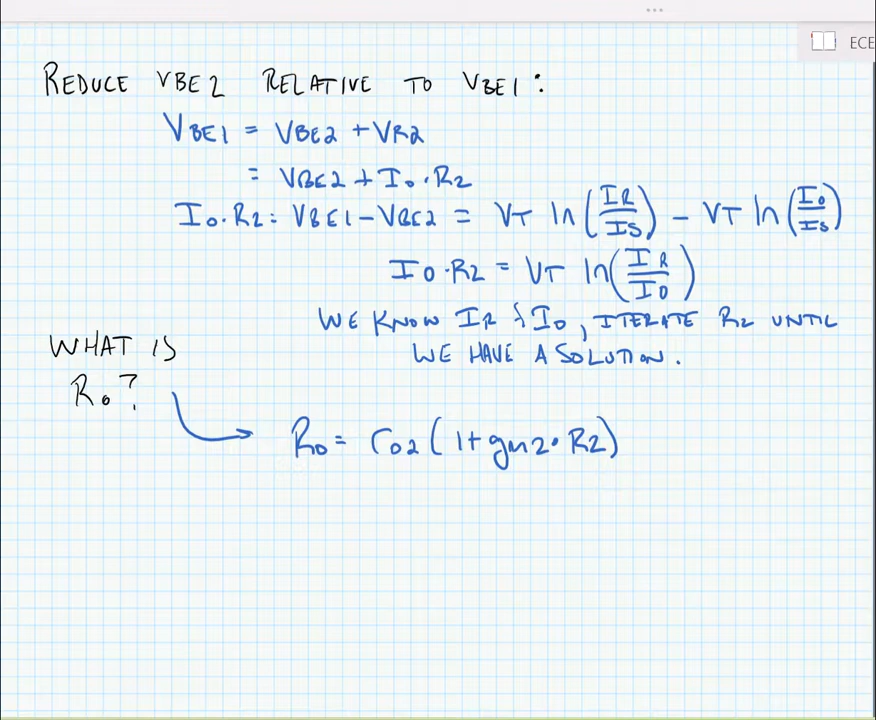 ECE
REDUCE VBE2 RELATIVE TO VBE1:
VBE1 = VBE2 + VR2
= VBE2 + Io·R2
Io·R2 = VBE1 - VBE2 = VT ln(IR/IS) - VT ln(Io/Is)
Io·R2 = VT ln(IR/IO)
WE KNOW IR & Io, ITERATE R2 UNTIL
WE HAVE A SOLUTION.
WHAT IS
Ro?
Ro = ro2(1+gm2·R2)